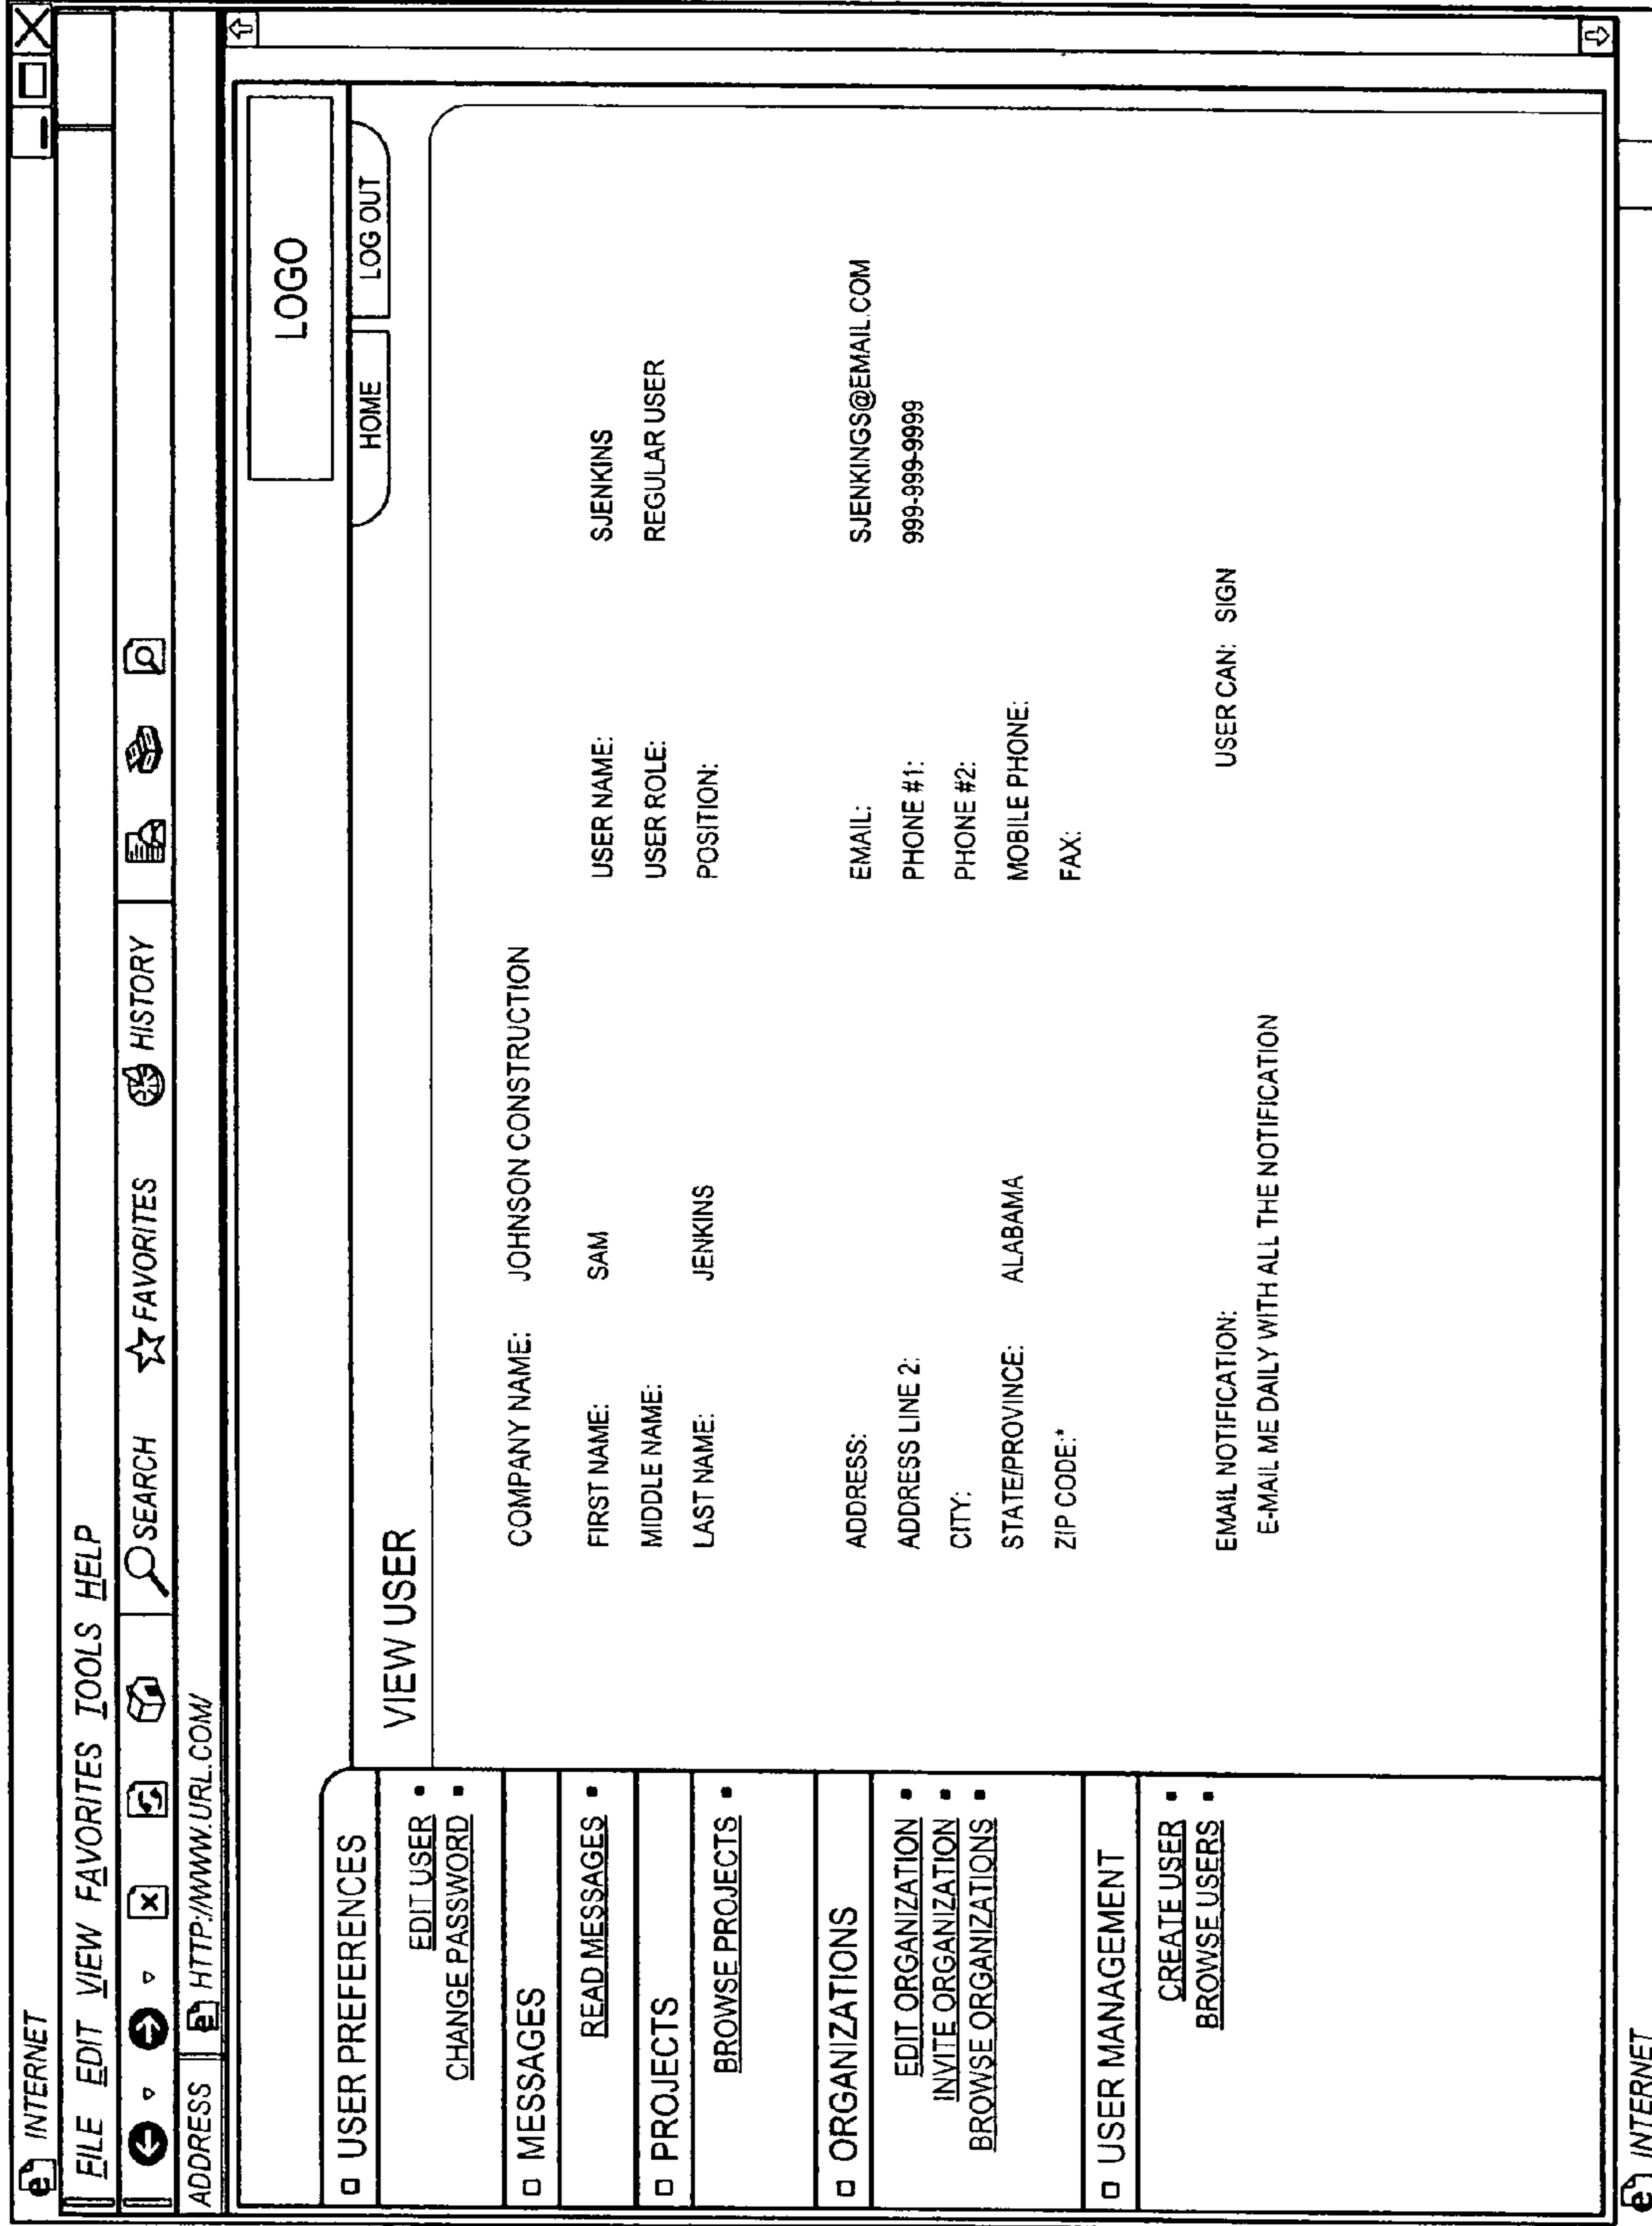 INTERNET
FILE EDIT VIEW FAVORITES TOOLS HELP
SEARCH FAVORITES HISTORY
ADDRESS HTTP://WWW.URL.COM/
LOGO
HOME LOG OUT
USER PREFERENCES
EDIT USER
CHANGE PASSWORD
MESSAGES
READ MESSAGES
PROJECTS
BROWSE PROJECTS
ORGANIZATIONS
EDIT ORGANIZATION
INVITE ORGANIZATION
BROWSE ORGANIZATIONS
USER MANAGEMENT
CREATE USER
BROWSE USERS
VIEW USER
COMPANY NAME: JOHNSON CONSTRUCTION
FIRST NAME: SAM USER NAME: SJENKINS
MIDDLE NAME: USER ROLE: REGULAR USER
LAST NAME: JENKINS POSITION:
ADDRESS: EMAIL: SJENKINGS@EMAIL.COM
ADDRESS LINE 2: PHONE #1: 999-999-9999
CITY: PHONE #2:
STATE/PROVINCE: ALABAMA MOBILE PHONE:
ZIP CODE:* FAX:
EMAIL NOTIFICATION: USER CAN: SIGN
E-MAIL ME DAILY WITH ALL THE NOTIFICATION
INTERNET